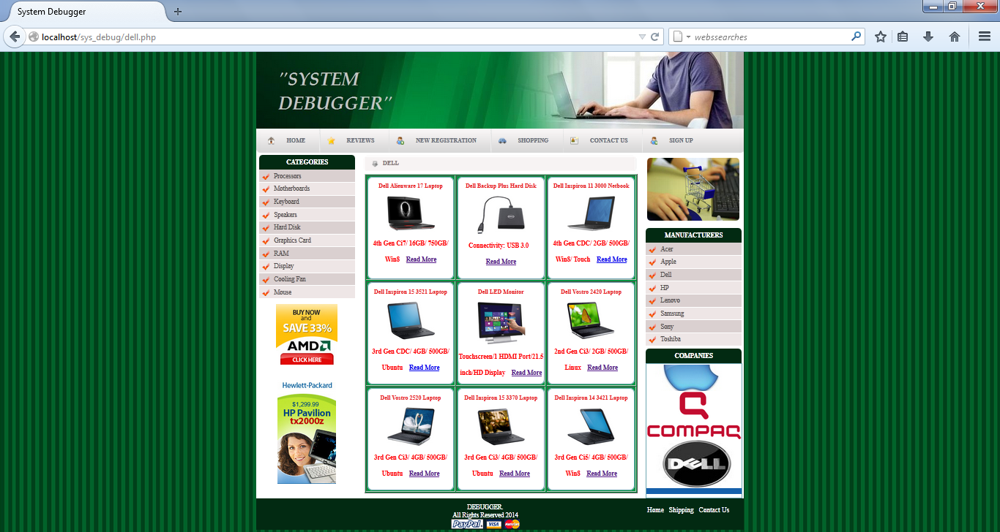 System Debugger
localhost/sys_debug/dell.php
webssearches
"SYSTEM
DEBUGGER"
HOME
REVIEWS
NEW REGISTRATION
SHOPPING
CONTACT US
SIGN UP
CATEGORIES
Processors
Motherboards
Keyboard
Speakers
Hard Disk
Graphics Card
RAM
Display
Cooling Fan
Mouse
BUY NOW
and
SAVE 33%
AMD
CLICK HERE
Hewlett-Packard
$1,299.99
HP Pavilion
tx2000z
DELL
Dell Alienware 17 Laptop
4th Gen Ci7/ 16GB/ 750GB/
Win8 Read More
Dell Backup Plus Hard Disk
Connectivity: USB 3.0
Read More
Dell Inspiron 11 3000 Netbook
4th Gen CDC/ 2GB/ 500GB/
Win8/ Touch Read More
Dell Inspiron 15 3521 Laptop
3rd Gen CDC/ 4GB/ 500GB/
Ubuntu Read More
Dell LED Monitor
Touchscreen/1 HDMI Port/21.5
inch/HD Display Read More
Dell Vostro 2420 Laptop
2nd Gen Ci3/ 2GB/ 500GB/
Linux Read More
Dell Vostro 2520 Laptop
3rd Gen Ci3/ 4GB/ 500GB/
Ubuntu Read More
Dell Inspiron 15 3370 Laptop
3rd Gen Ci3/ 4GB/ 500GB/
Ubuntu Read More
Dell Inspiron 14 3421 Laptop
3rd Gen Ci5/ 4GB/ 500GB/
Win8 Read More
MANUFACTURERS
Acer
Apple
Dell
HP
Lenovo
Samsung
Sony
Toshiba
COMPANIES
COMPAQ
DELL
DEBUGGER.
All Rights Reserved 2014
PayPal VISA MasterCard
Home Shipping Contact Us